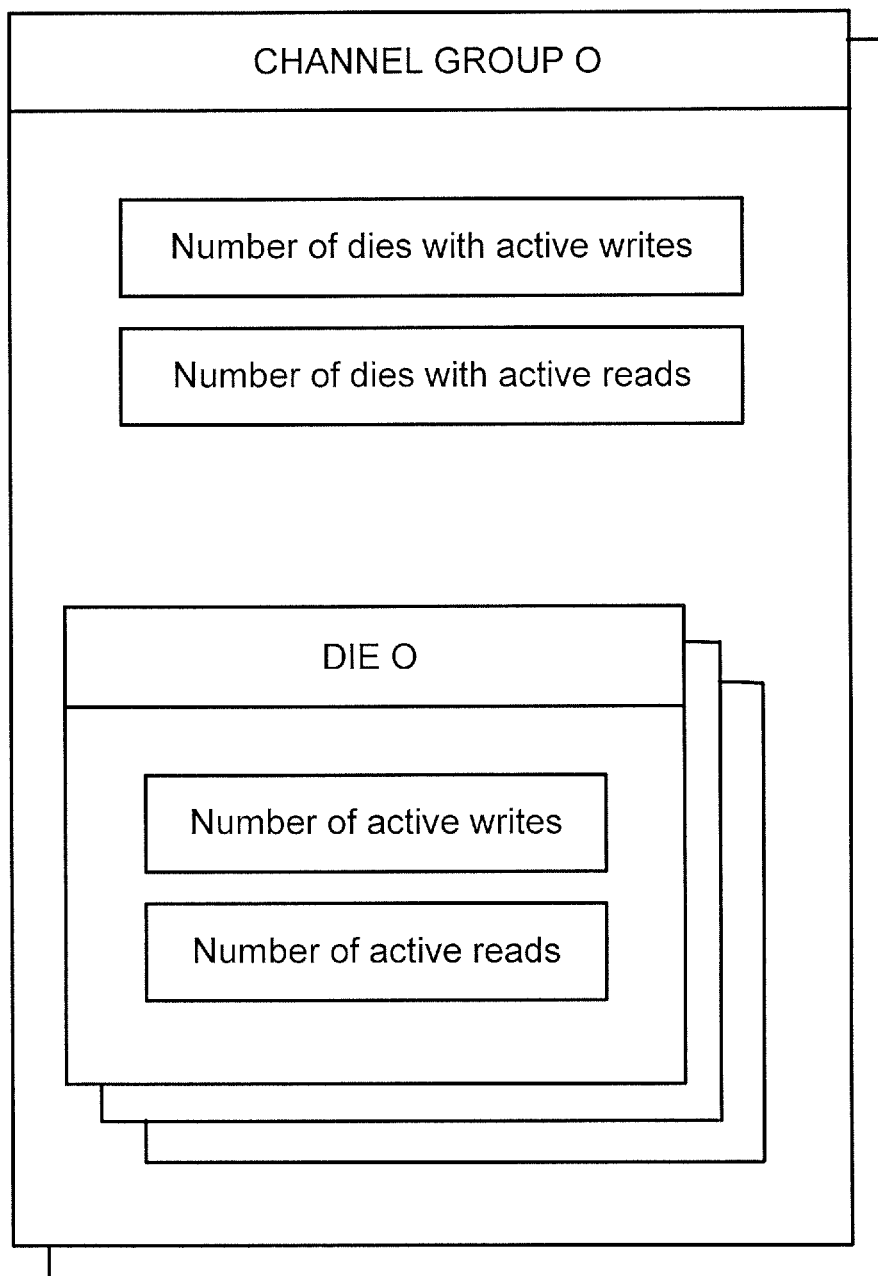 CHANNEL GROUP O
Number of dies with active writes
Number of dies with active reads
DIE O
Number of active writes
Number of active reads